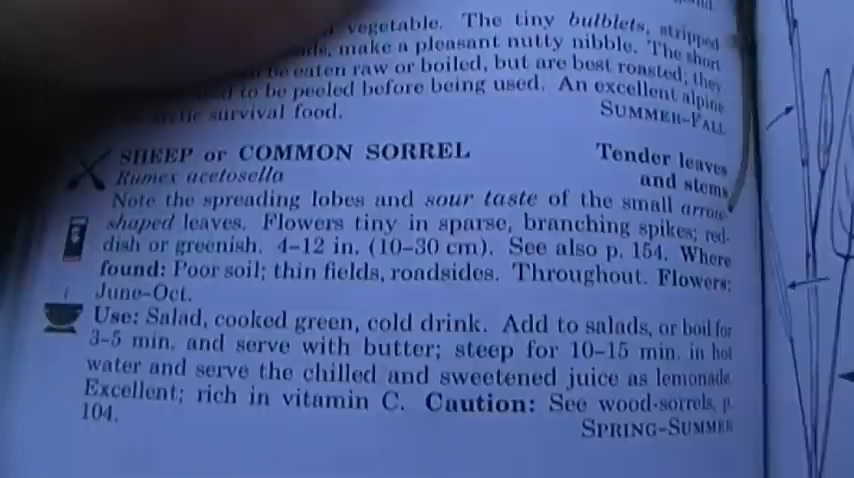 vegetable. The tiny bulblets, stripped
make a pleasant nutty nibble. The short
be eaten raw or boiled, but are best roasted; they
to be peeled before being used. An excellent alpine
survival food. SUMMER–FALL
SHEEP or COMMON SORREL Tender leaves
Rumex acetosella and stems
Note the spreading lobes and sour taste of the small arrow-
shaped leaves. Flowers tiny in sparse, branching spikes; red-
dish or greenish. 4–12 in. (10–30 cm). See also p. 154. Where
found: Poor soil; thin fields, roadsides. Throughout. Flowers:
June–Oct.
Use: Salad, cooked green, cold drink. Add to salads, or boil for
3–5 min. and serve with butter; steep for 10–15 min. in hot
water and serve the chilled and sweetened juice as lemonade.
Excellent; rich in vitamin C. Caution: See wood-sorrels, p.
104. SPRING–SUMMER